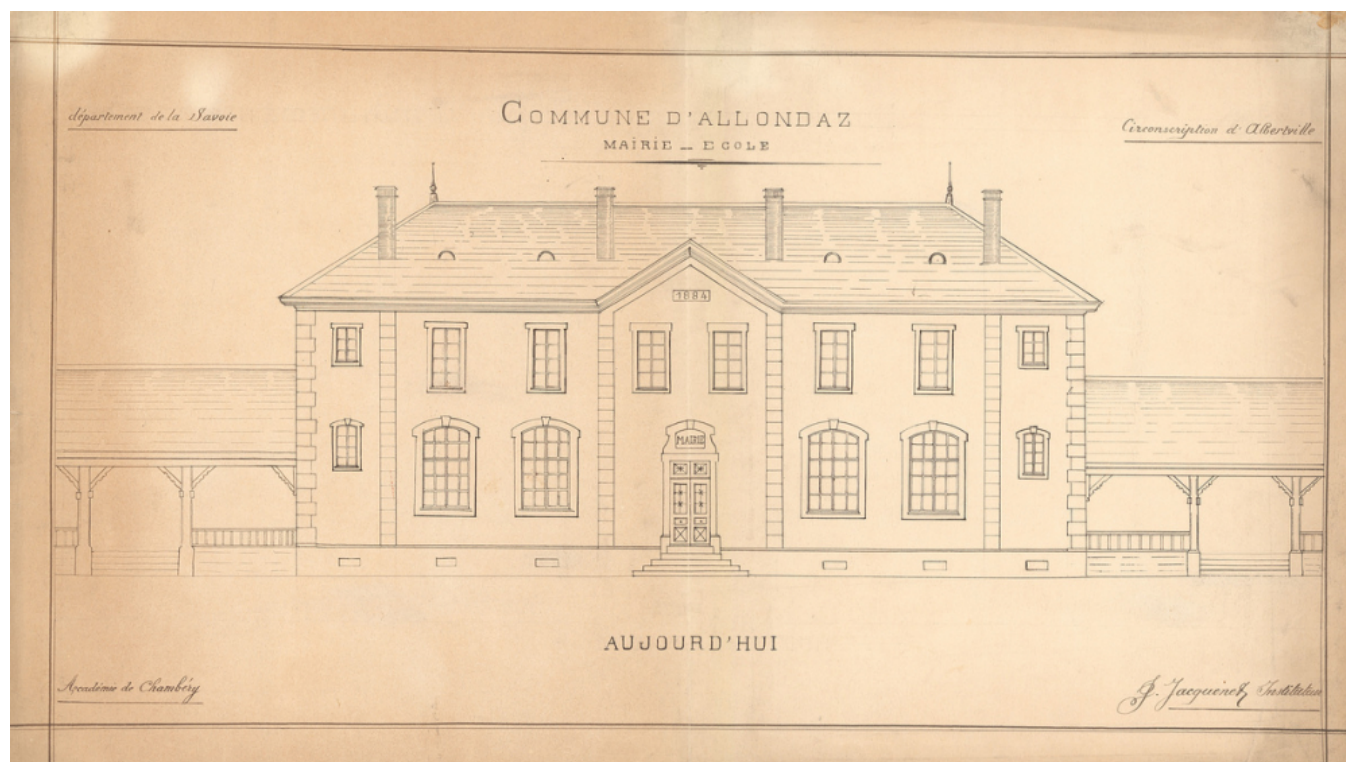 département de la Savoie
COMMUNE D'ALLONDAZ
MAIRIE _ ECOLE
Circonscription d'Albertville
1884
MAIRIE
AUJOURD'HUI
Académie de Chambéry
J. Jacquenet Instituteur